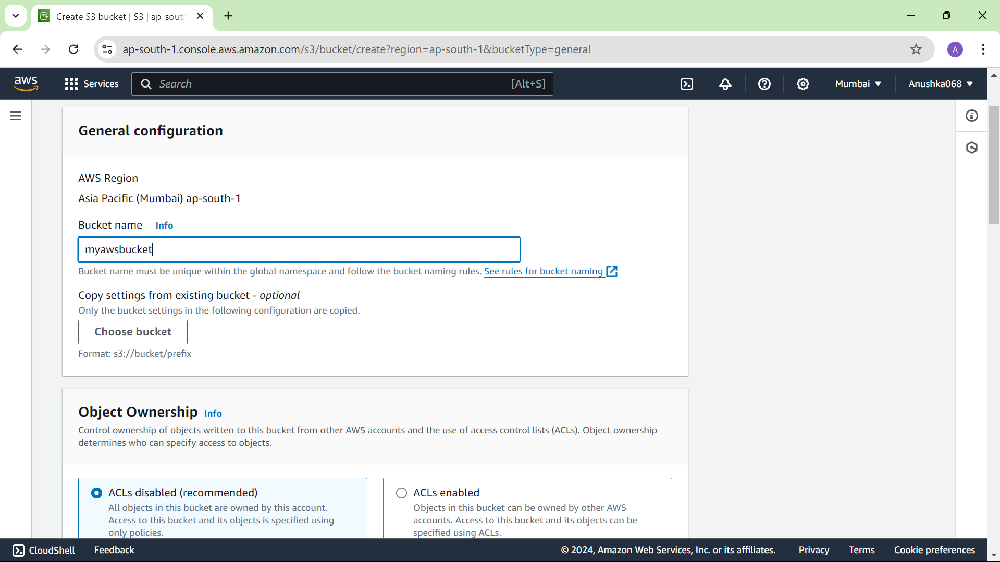 Create S3 bucket | S3 | ap-sout
ap-south-1.console.aws.amazon.com/s3/bucket/create?region=ap-south-1&bucketType=general
A
aws
Services
Search
[Alt+S]
Mumbai
Anushka068
General configuration
AWS Region
Asia Pacific (Mumbai) ap-south-1
Bucket name Info
myawsbucket
Bucket name must be unique within the global namespace and follow the bucket naming rules. See rules for bucket naming
Copy settings from existing bucket - optional
Only the bucket settings in the following configuration are copied.
Choose bucket
Format: s3://bucket/prefix
Object Ownership Info
Control ownership of objects written to this bucket from other AWS accounts and the use of access control lists (ACLs). Object ownership
determines who can specify access to objects.
ACLs disabled (recommended)
All objects in this bucket are owned by this account.
Access to this bucket and its objects is specified using
only policies.
ACLs enabled
Objects in this bucket can be owned by other AWS
accounts. Access to this bucket and its objects can be
specified using ACLs.
CloudShell
Feedback
© 2024, Amazon Web Services, Inc. or its affiliates.
Privacy
Terms
Cookie preferences